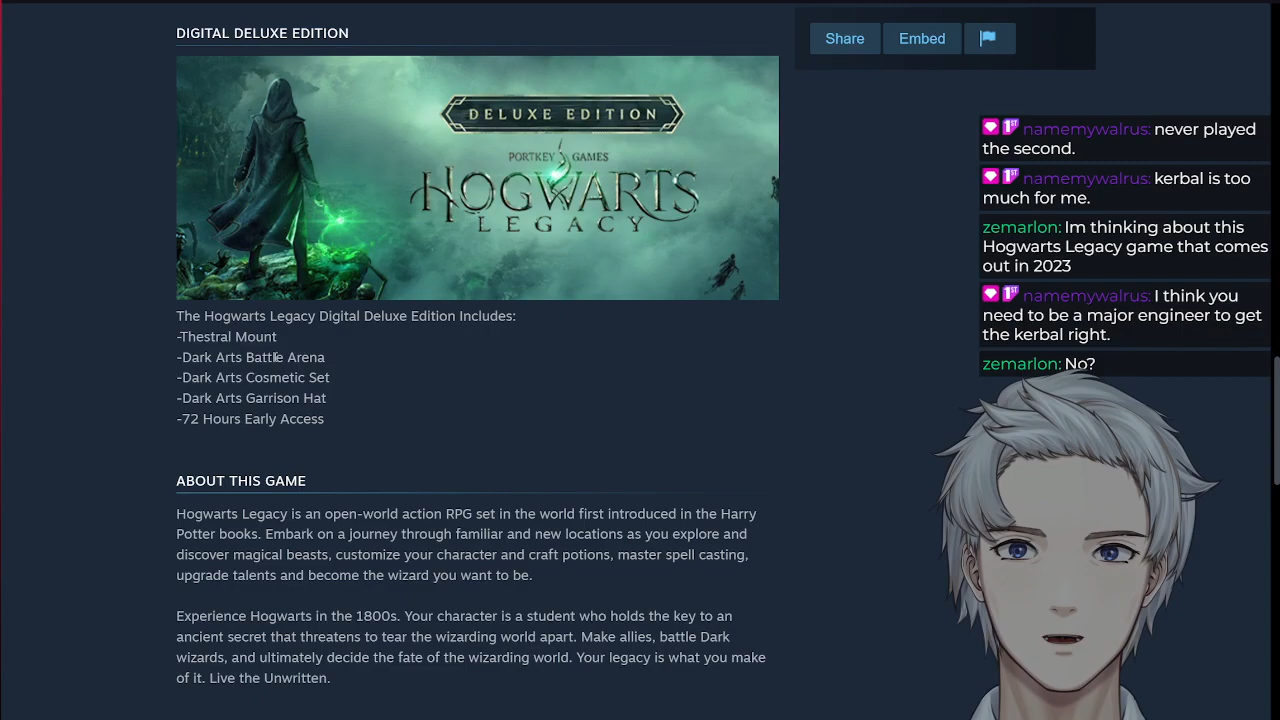 DIGITAL DELUXE EDITION
DELUXE EDITION
PORTKEY GAMES
HOGWARTS
LEGACY
The Hogwarts Legacy Digital Deluxe Edition Includes:
-Thestral Mount
-Dark Arts Battle Arena
-Dark Arts Cosmetic Set
-Dark Arts Garrison Hat
-72 Hours Early Access
ABOUT THIS GAME
Hogwarts Legacy is an open-world action RPG set in the world first introduced in the Harry
Potter books. Embark on a journey through familiar and new locations as you explore and
discover magical beasts, customize your character and craft potions, master spell casting,
upgrade talents and become the wizard you want to be.
Experience Hogwarts in the 1800s. Your character is a student who holds the key to an
ancient secret that threatens to tear the wizarding world apart. Make allies, battle Dark
wizards, and ultimately decide the fate of the wizarding world. Your legacy is what you make
of it. Live the Unwritten.
Share
Embed
1ST namemywalrus: never played
the second.
1ST namemywalrus: kerbal is too
much for me.
zemarlon: Im thinking about this
Hogwarts Legacy game that comes
out in 2023
1ST namemywalrus: I think you
need to be a major engineer to get
the kerbal right.
zemarlon: No?